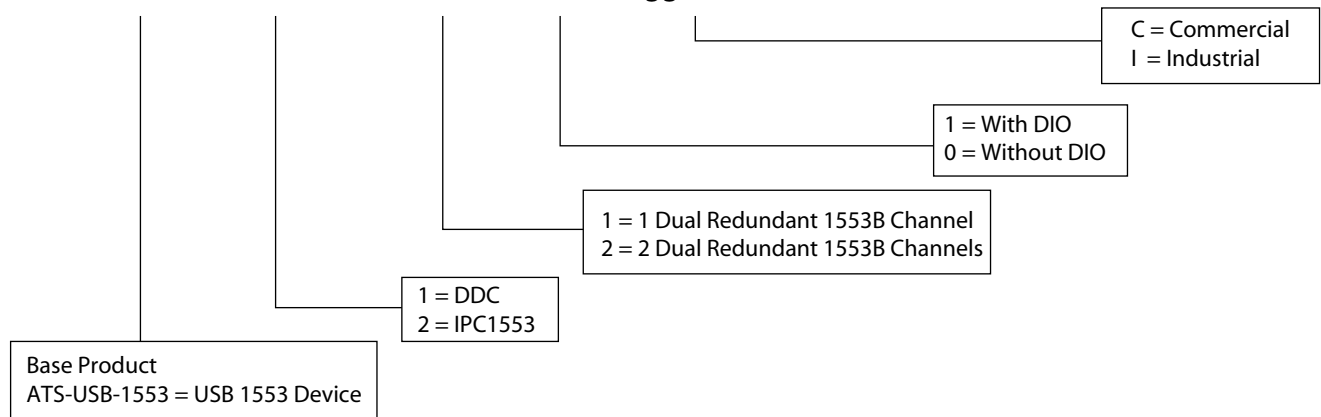 C = Commercial
I = Industrial
1 = With DIO
0 = Without DIO
1 = 1 Dual Redundant 1553B Channel
2 = 2 Dual Redundant 1553B Channels
1 = DDC
2 = IPC1553
Base Product
ATS-USB-1553 = USB 1553 Device